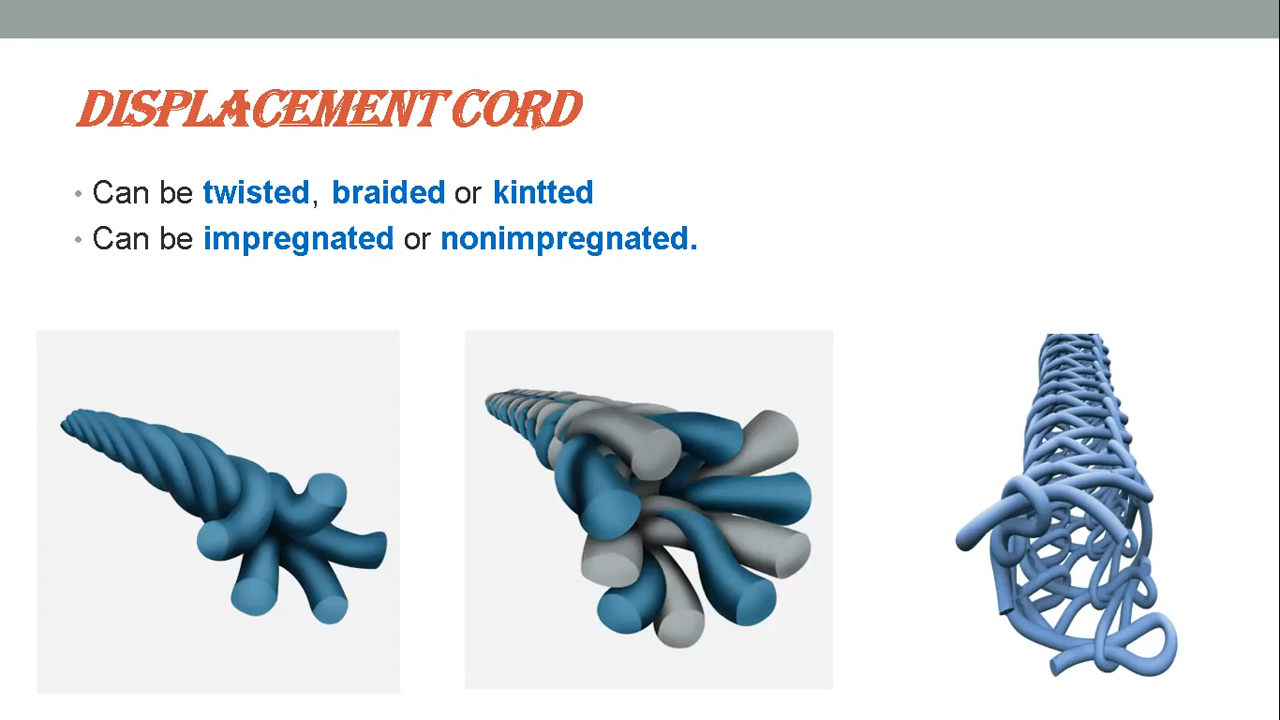 DISPLACEMENT CORD
• Can be twisted, braided or kintted
• Can be impregnated or nonimpregnated.